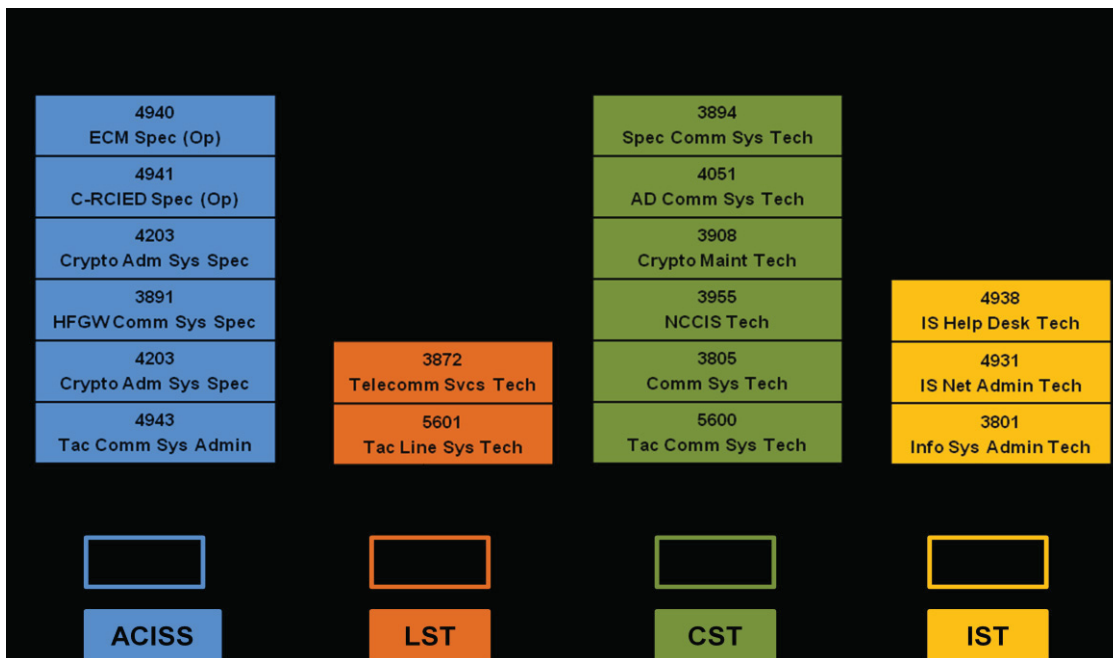 4940
ECM Spec (Op)
4941
C-RCIED Spec (Op)
4203
Crypto Adm Sys Spec
3891
HFGW Comm Sys Spec
4203
Crypto Adm Sys Spec
4943
Tac Comm Sys Admin
3872
Telecomm Svcs Tech
5601
Tac Line Sys Tech
3894
Spec Comm Sys Tech
4051
AD Comm Sys Tech
3908
Crypto Maint Tech
3955
NCCIS Tech
3805
Comm Sys Tech
5600
Tac Comm Sys Tech
4938
IS Help Desk Tech
4931
IS Net Admin Tech
3801
Info Sys Admin Tech
ACISS
LST
CST
IST